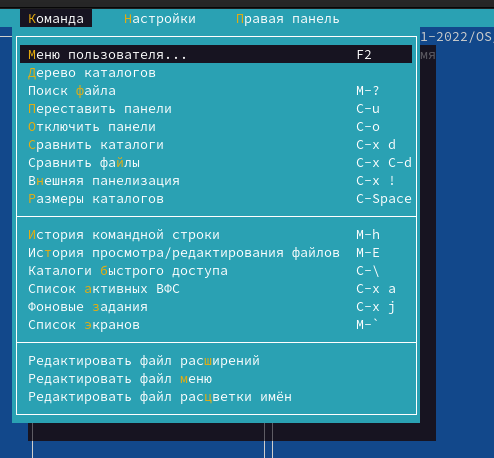 Команда Настройки Правая панель
1-2022/OS,
Меню пользователя... F2
мя
Дерево каталогов
Поиск файла M-?
Переставить панели C-u
Отключить панели C-o
Сравнить каталоги C-x d
Сравнить файлы C-x C-d
Внешняя панелизация C-x !
Размеры каталогов C-Space
История командной строки M-h
История просмотра/редактирования файлов M-E
Каталоги быстрого доступа C-\
Список активных ВФС C-x a
Фоновые задания C-x j
Список экранов M-`
Редактировать файл расширений
Редактировать файл меню
Редактировать файл расцветки имён